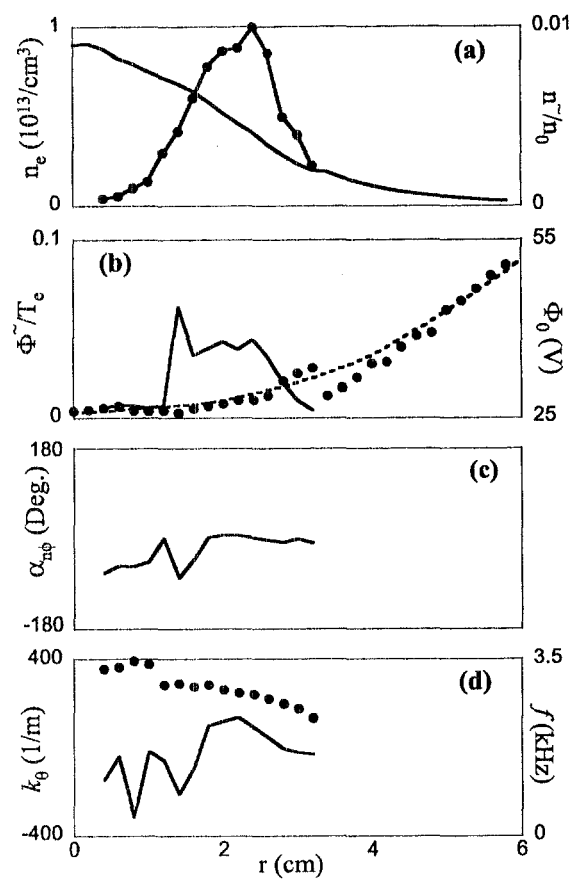 1
0.01
(a)
nₑ (10¹³/cm³)
n˜/n₀
0
0
0.1
55
(b)
Φ˜/Tₑ
Φ₀ (V)
0
25
180
(c)
αₙϕ (Deg.)
-180
400
3.5
(d)
k_θ (1/m)
f (kHz)
-400
0
0 2 4 6
r (cm)